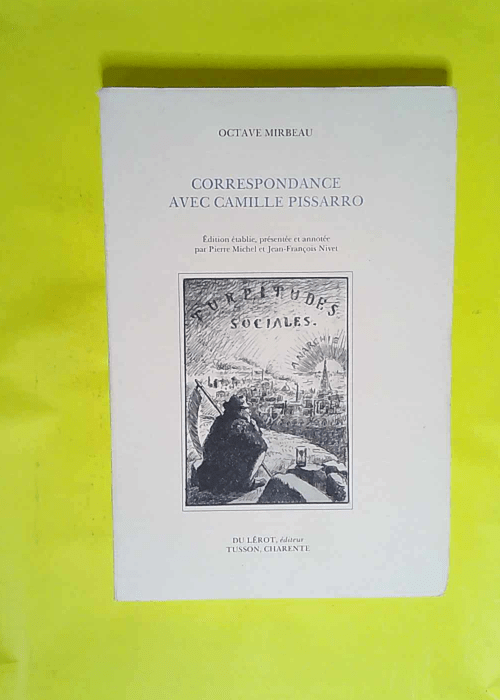 OCTAVE MIRBEAU
CORRESPONDANCE
AVEC CAMILLE PISSARRO
Édition établie, présentée et annotée
par Pierre Michel et Jean-François Nivet
TURPITUDES
SOCIALES.
ANARCHIE
DU LÉROT, éditeur
TUSSON, CHARENTE